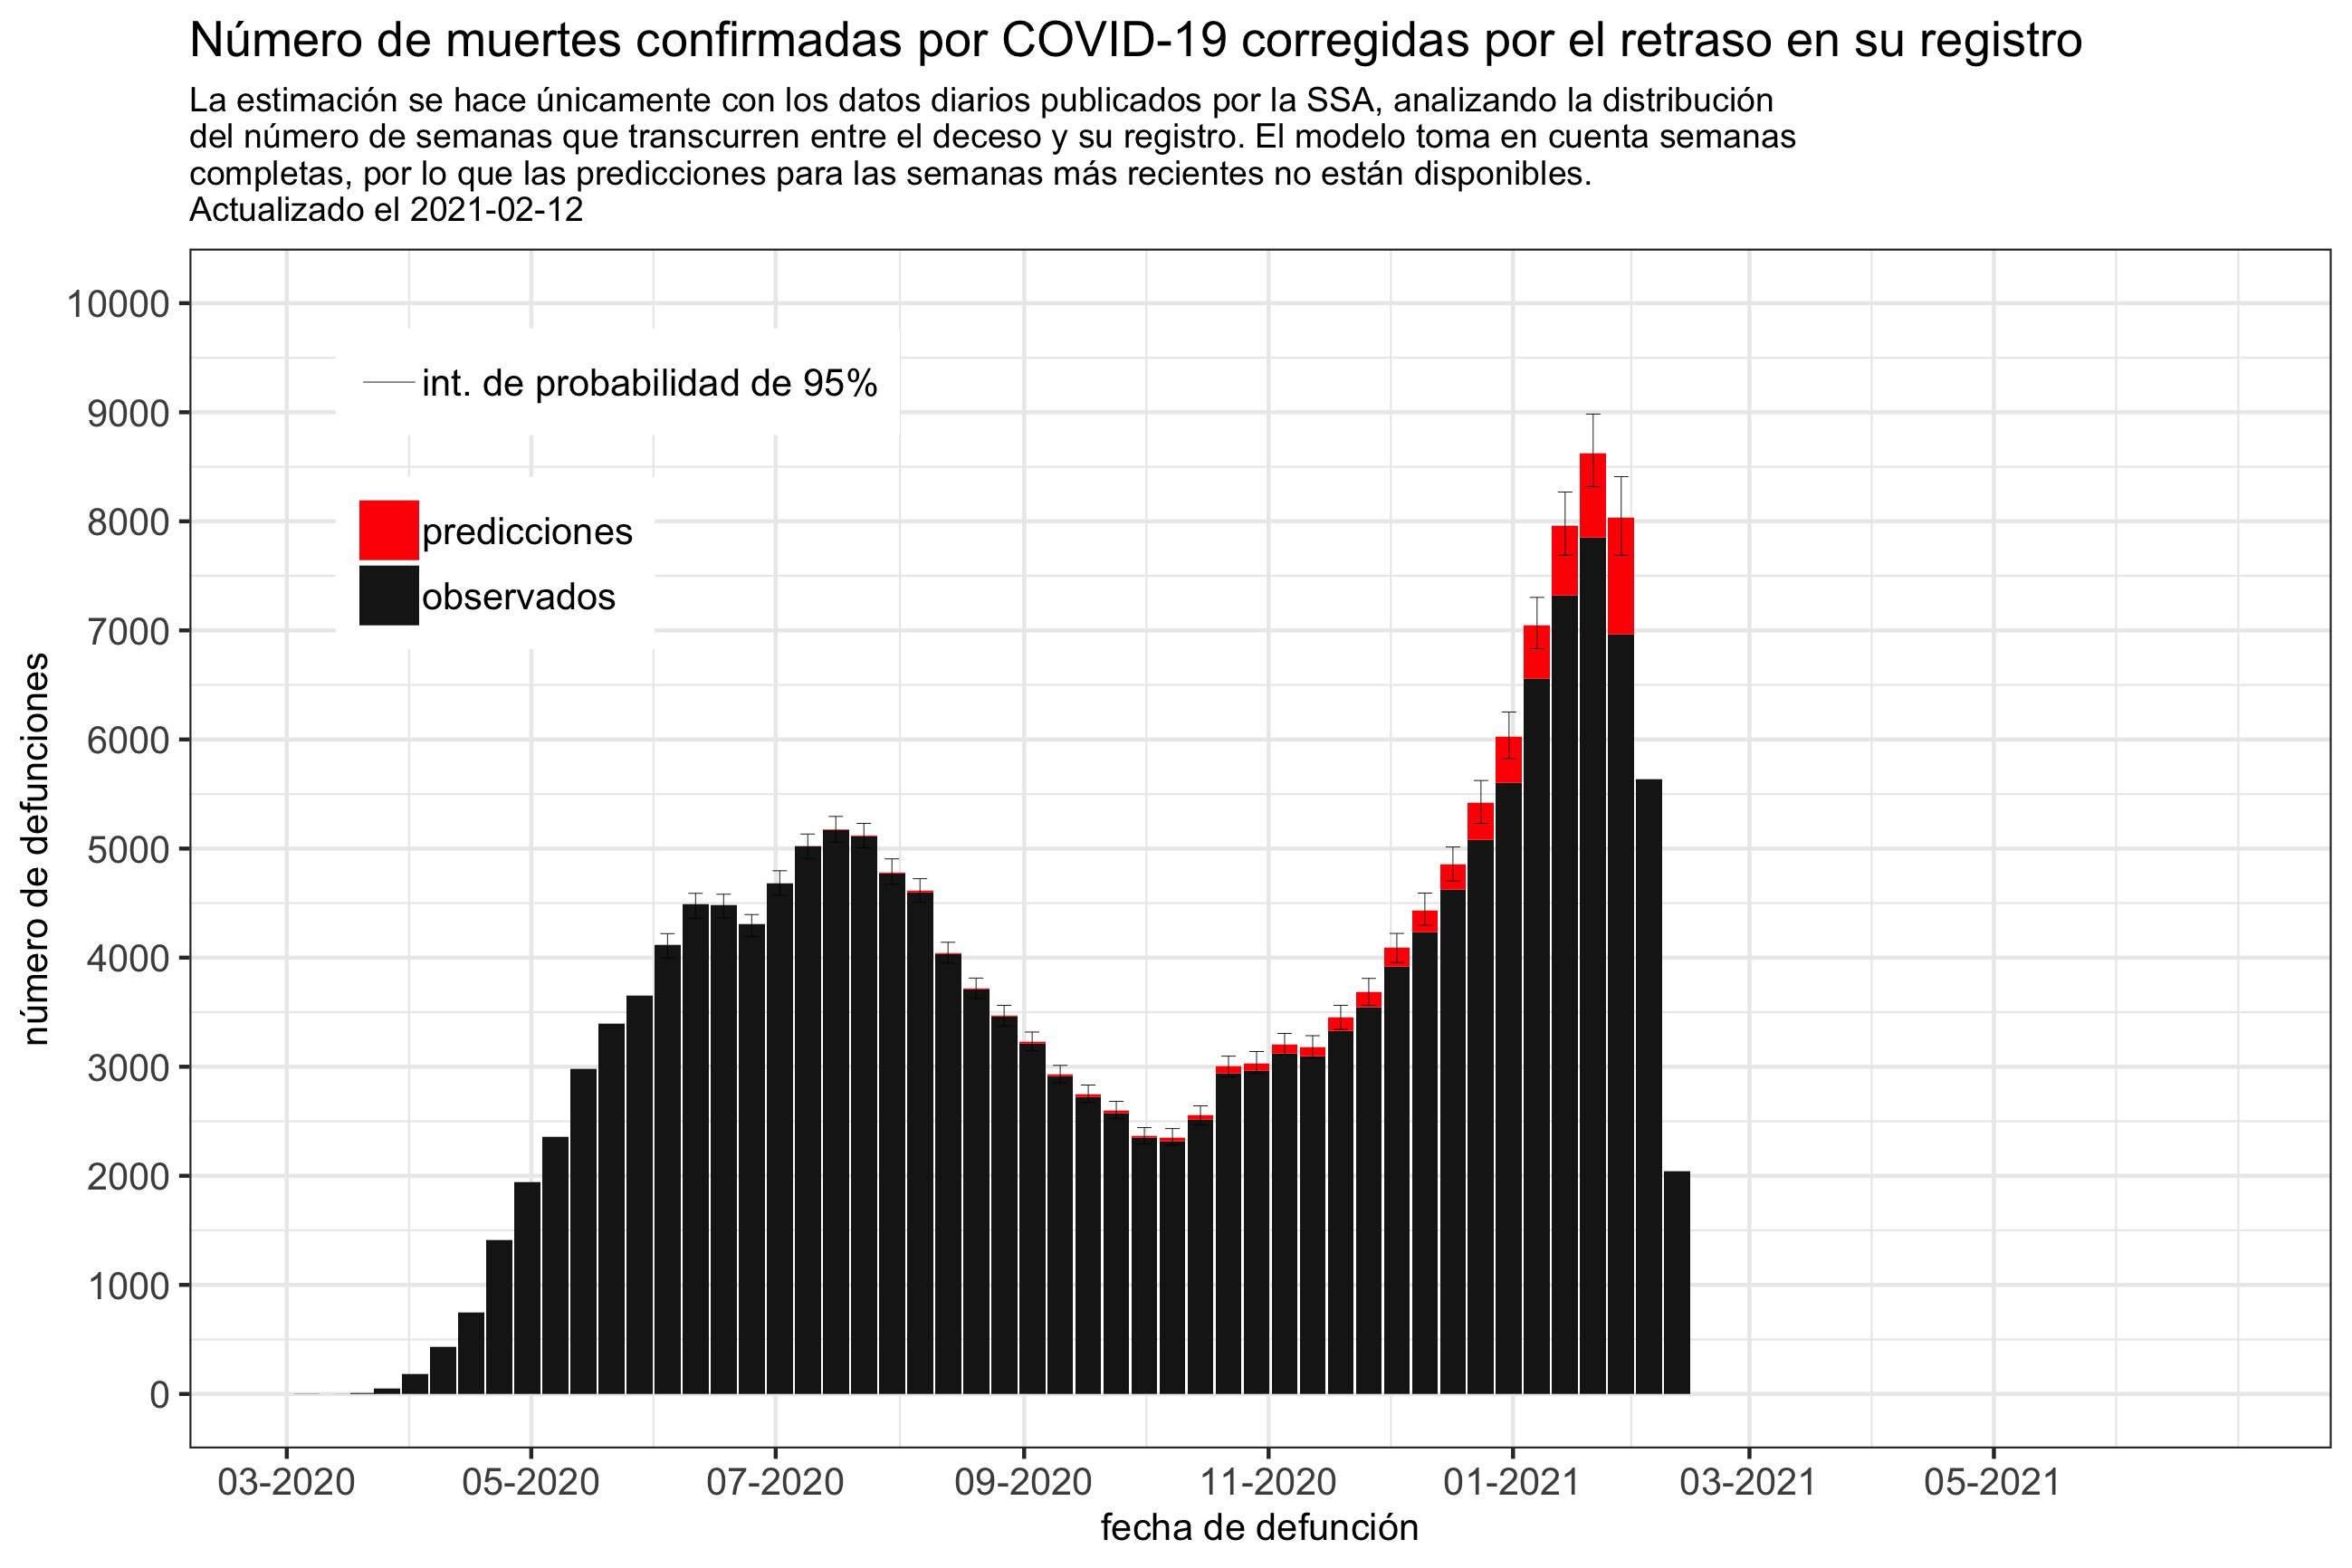 Número de muertes confirmadas por COVID-19 corregidas por el retraso en su registro
La estimación se hace únicamente con los datos diarios publicados por la SSA, analizando la distribución
del número de semanas que transcurren entre el deceso y su registro. El modelo toma en cuenta semanas
completas, por lo que las predicciones para las semanas más recientes no están disponibles.
Actualizado el 2021-02-12
número de defunciones
10000
9000
8000
7000
6000
5000
4000
3000
2000
1000
0
int. de probabilidad de 95%
predicciones
observados
03-2020
05-2020
07-2020
09-2020
11-2020
01-2021
03-2021
05-2021
fecha de defunción